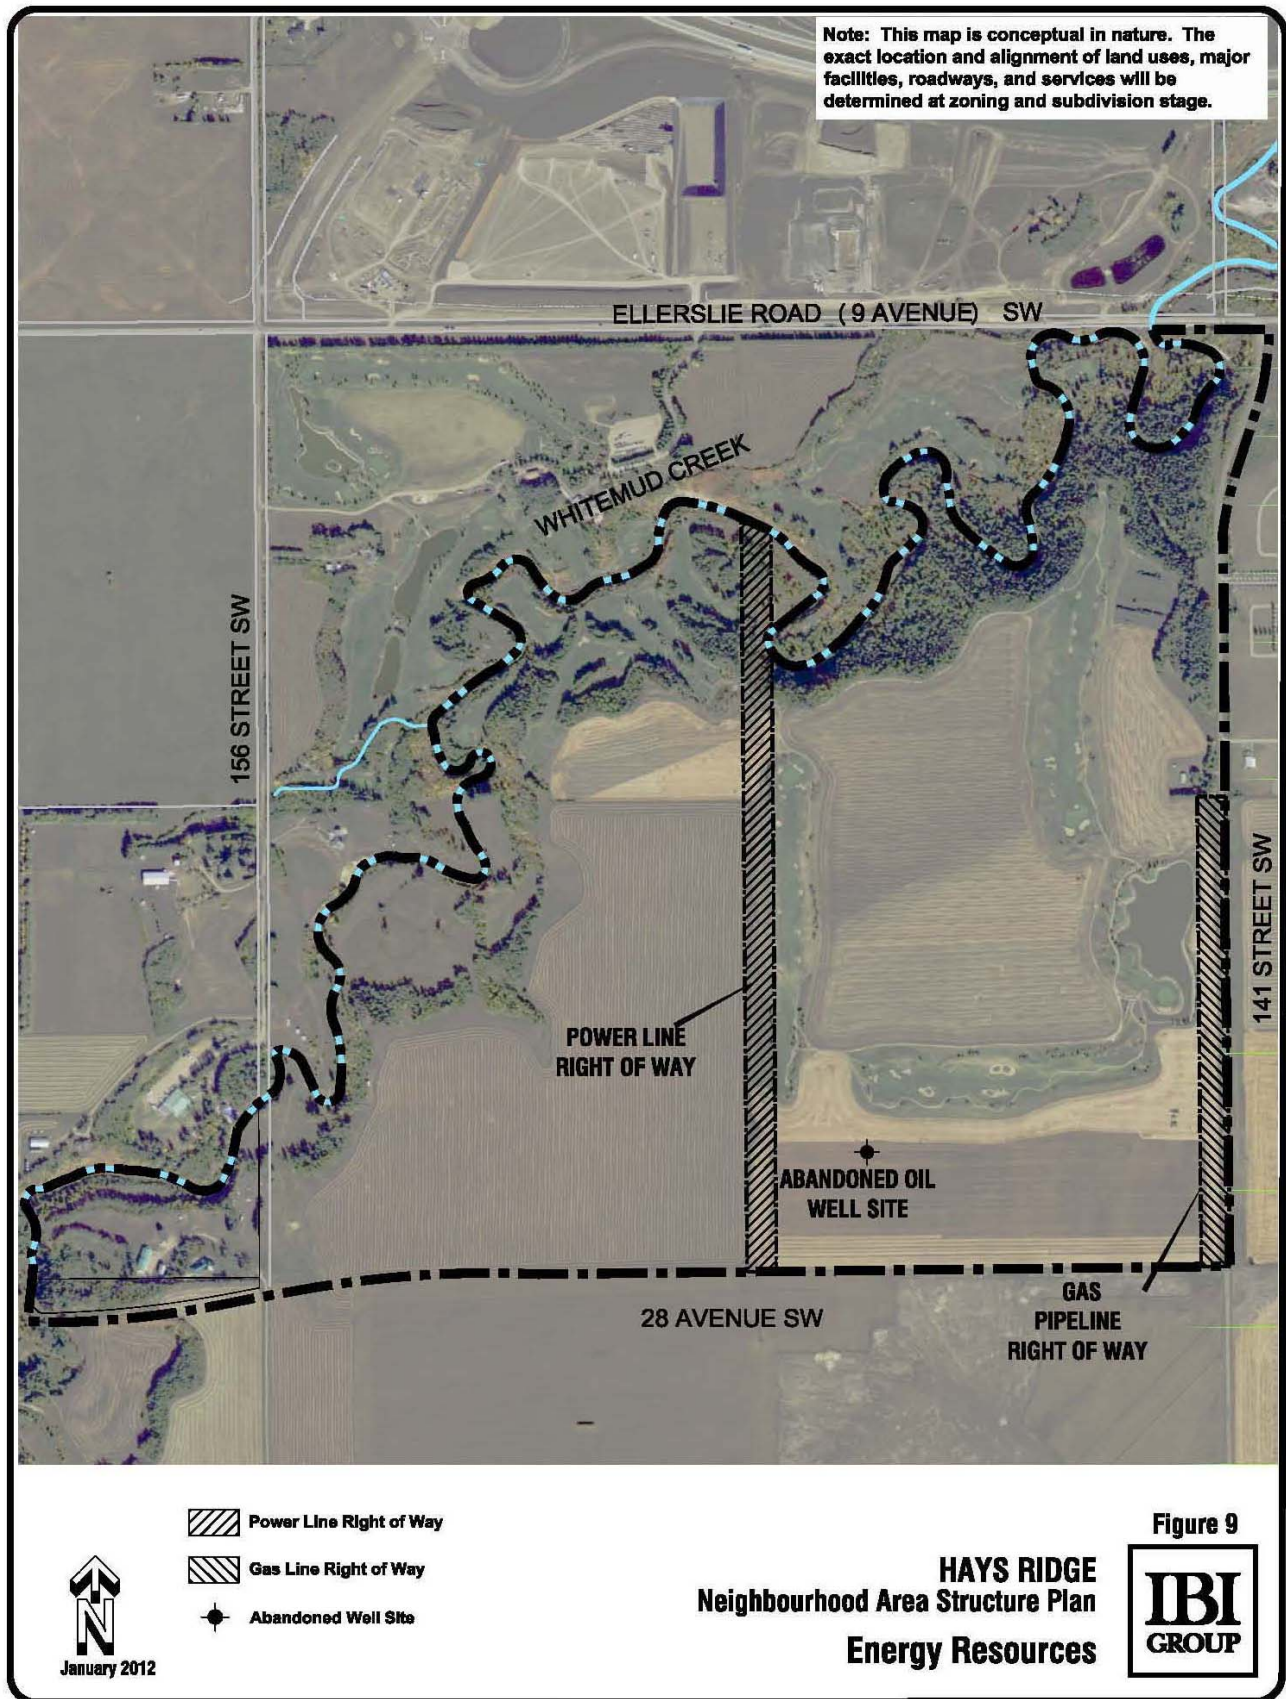 Note: This map is conceptual in nature. The
exact location and alignment of land uses, major
facilities, roadways, and services will be
determined at zoning and subdivision stage.
ELLERSLIE ROAD ( 9 AVENUE) SW
WHITEMUD CREEK
156 STREET SW
141 STREET SW
POWER LINE
RIGHT OF WAY
ABANDONED OIL
WELL SITE
GAS
PIPELINE
RIGHT OF WAY
28 AVENUE SW
Power Line Right of Way
Gas Line Right of Way
Abandoned Well Site
N
January 2012
Figure 9
HAYS RIDGE
Neighbourhood Area Structure Plan
Energy Resources
IBI
GROUP